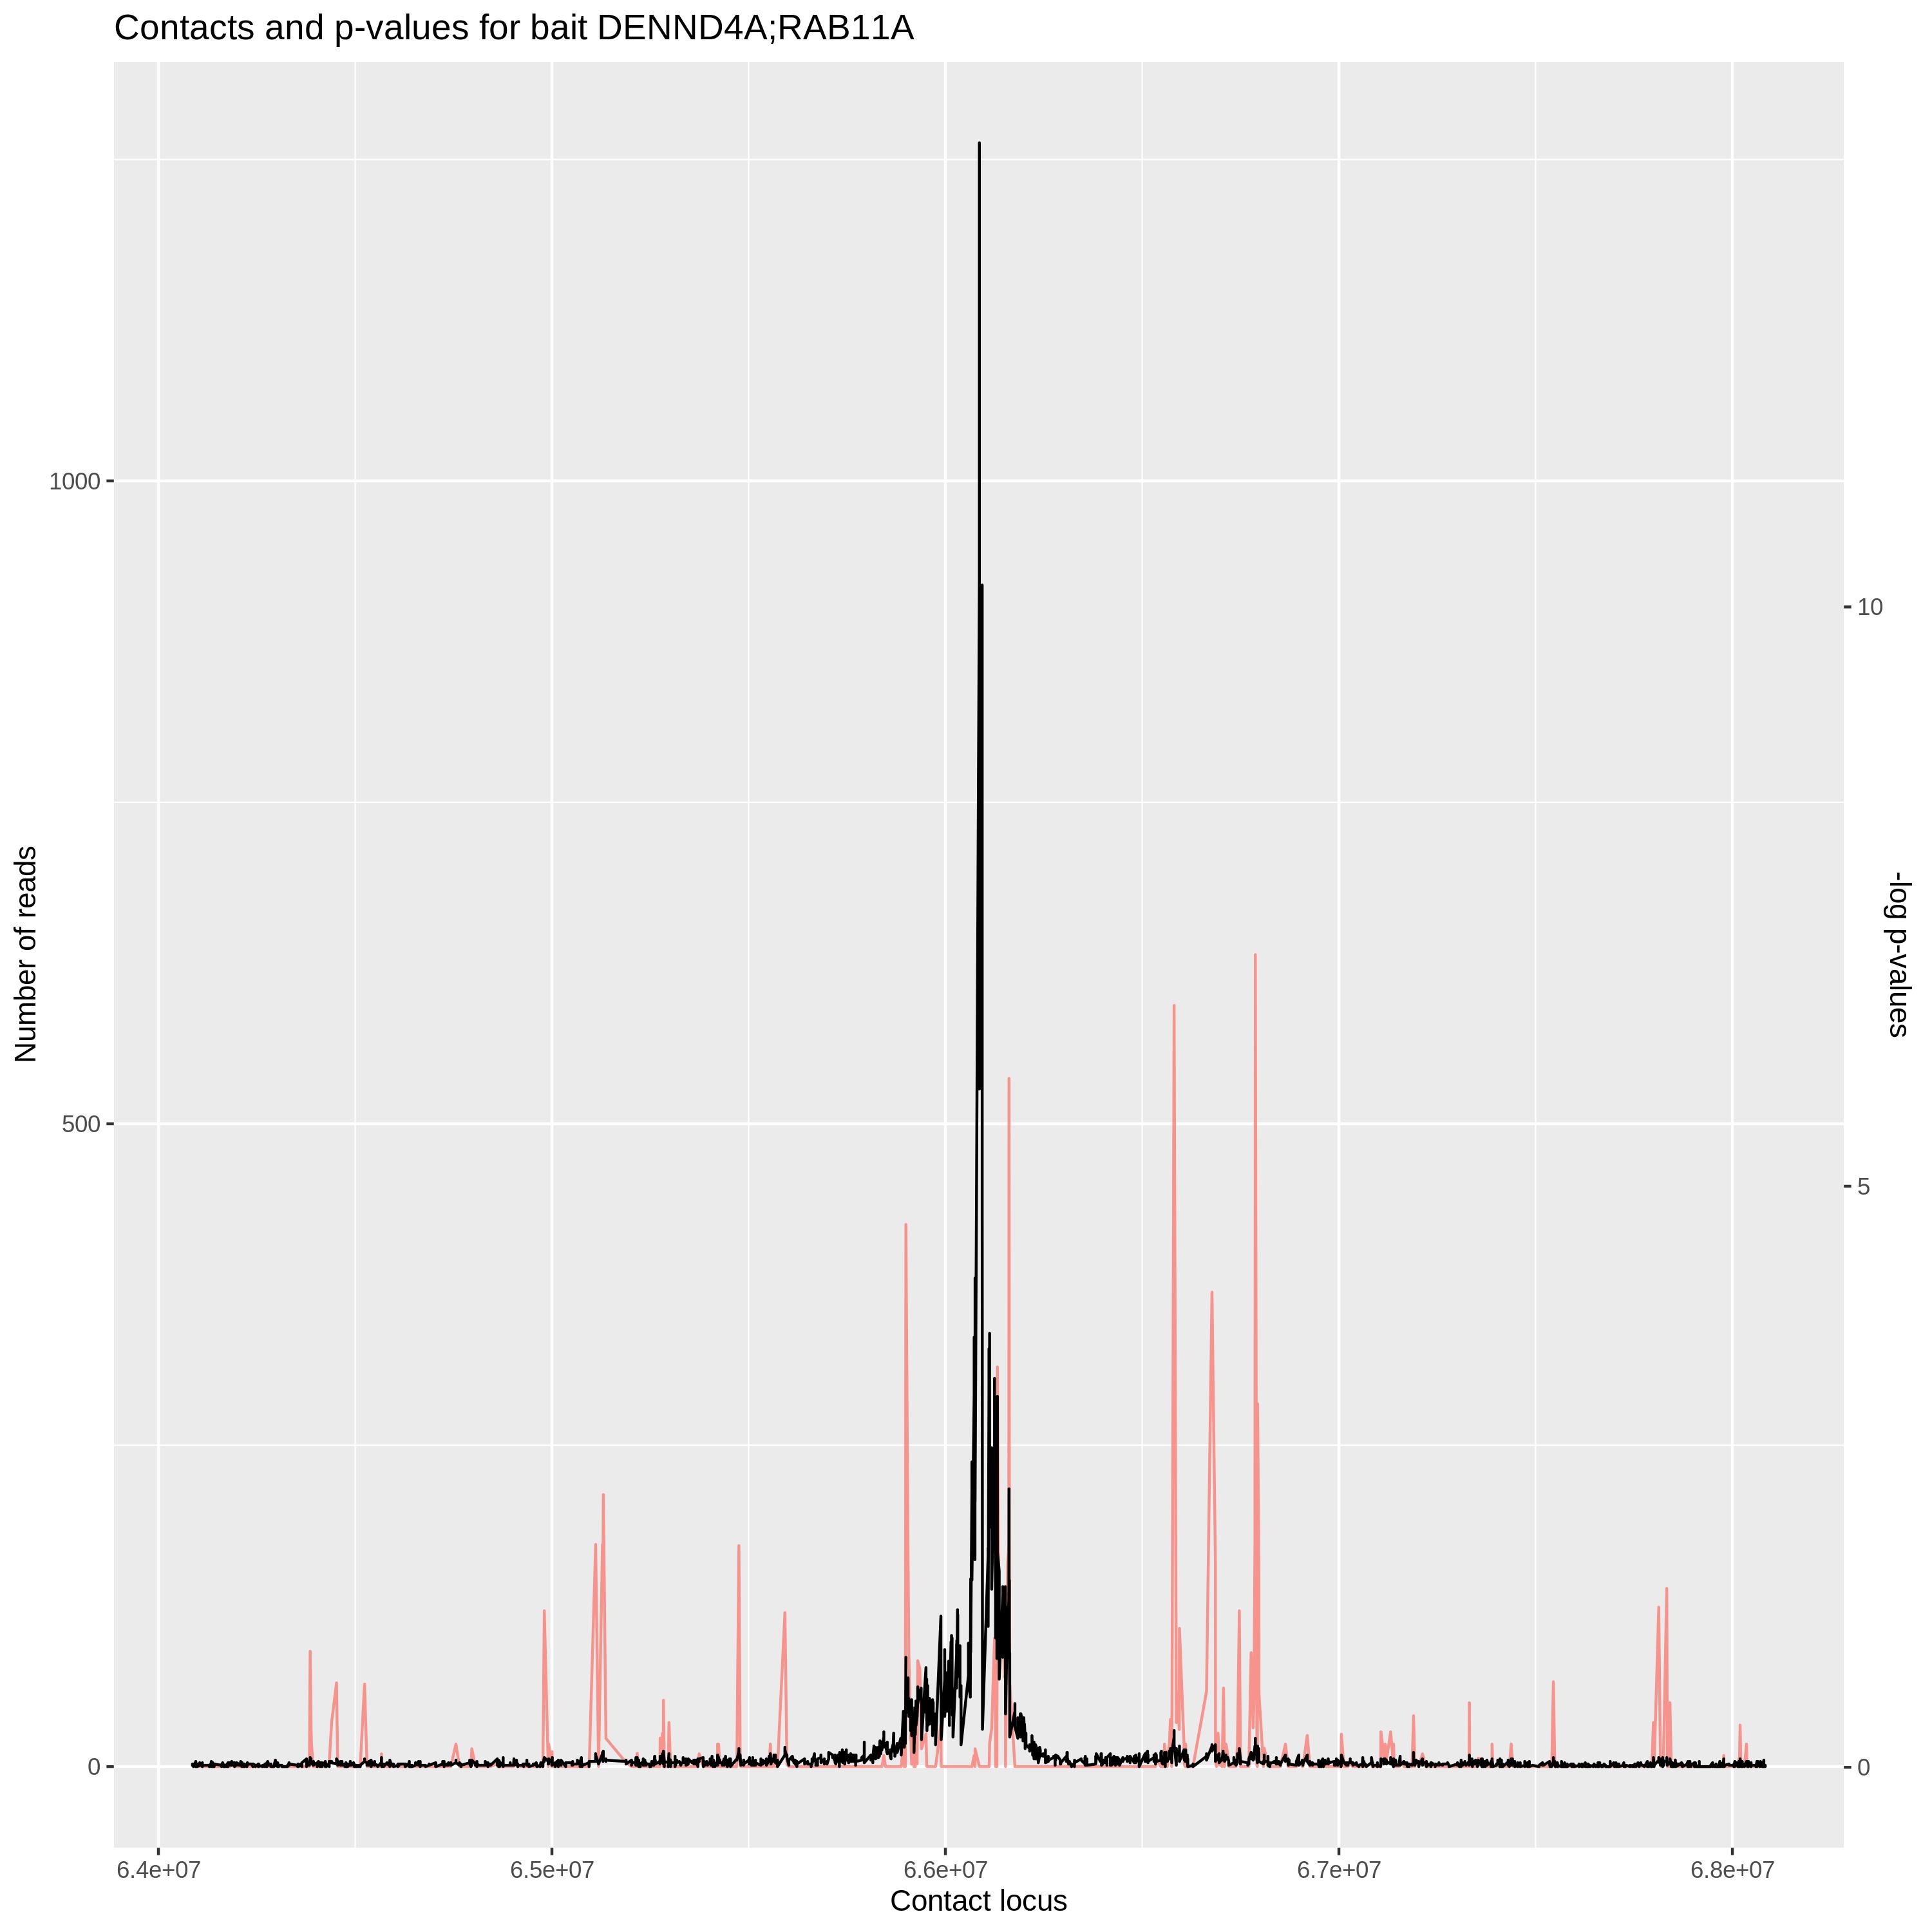 Contacts and p-values for bait DENND4A;RAB11A
1000
500
0
Number of reads
10
5
0
-log p-values
6.4e+07
6.5e+07
6.6e+07
6.7e+07
6.8e+07
Contact locus